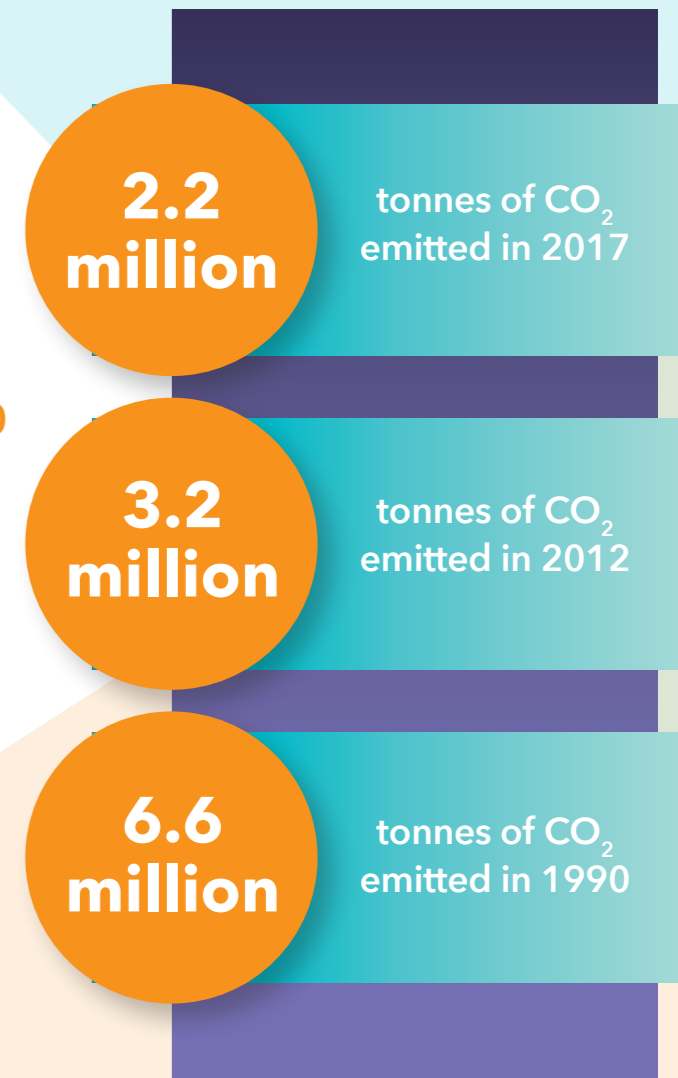 2.2
million
tonnes of CO₂
emitted in 2017
3.2
million
tonnes of CO₂
emitted in 2012
6.6
million
tonnes of CO₂
emitted in 1990